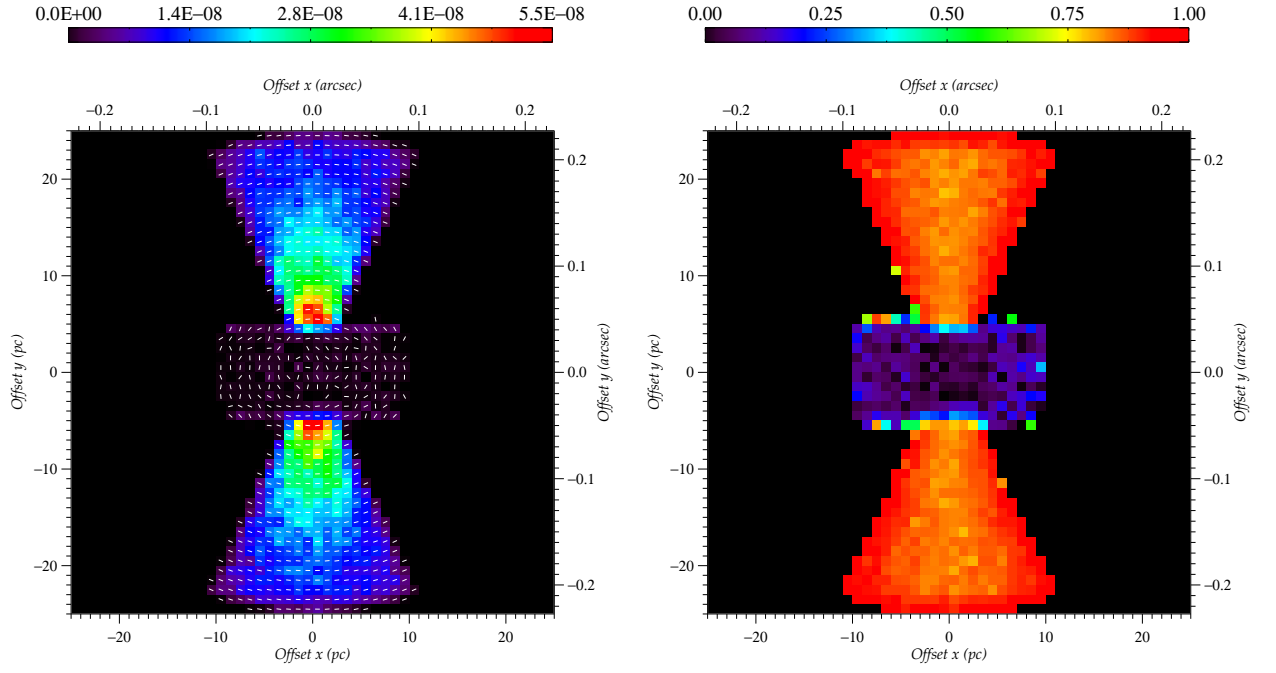 0.0E+00 1.4E−08 2.8E−08 4.1E−08 5.5E−08
0.00 0.25 0.50 0.75 1.00
Offset x (arcsec)
Offset x (arcsec)
−0.2 −0.1 0.0 0.1 0.2
−0.2 −0.1 0.0 0.1 0.2
20 10 0 −10 −20
Offset y (pc)
0.2 0.1 0.0 −0.1 −0.2
Offset y (arcsec)
20 10 0 −10 −20
Offset y (pc)
0.2 0.1 0.0 −0.1 −0.2
Offset y (arcsec)
−20 −10 0 10 20
−20 −10 0 10 20
Offset x (pc)
Offset x (pc)